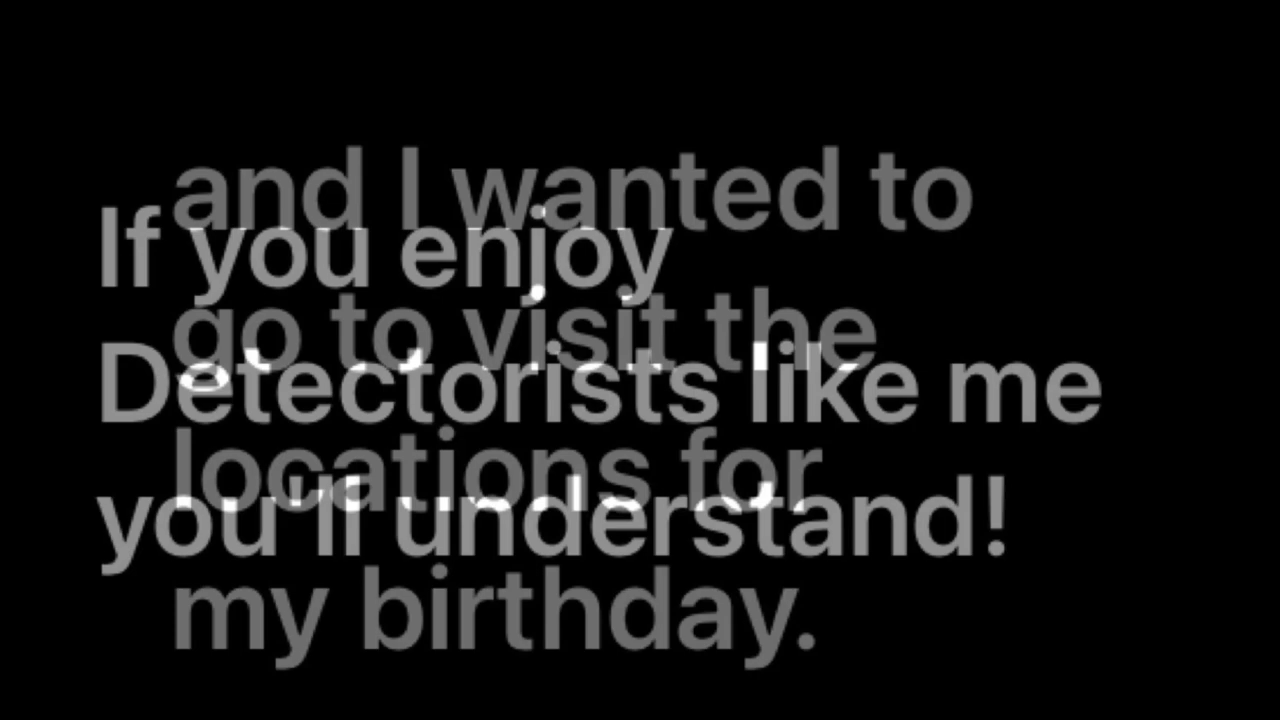 and I wanted to
go to visit the
locations for
my birthday.
If you enjoy
Detectorists like me
you'll understand!